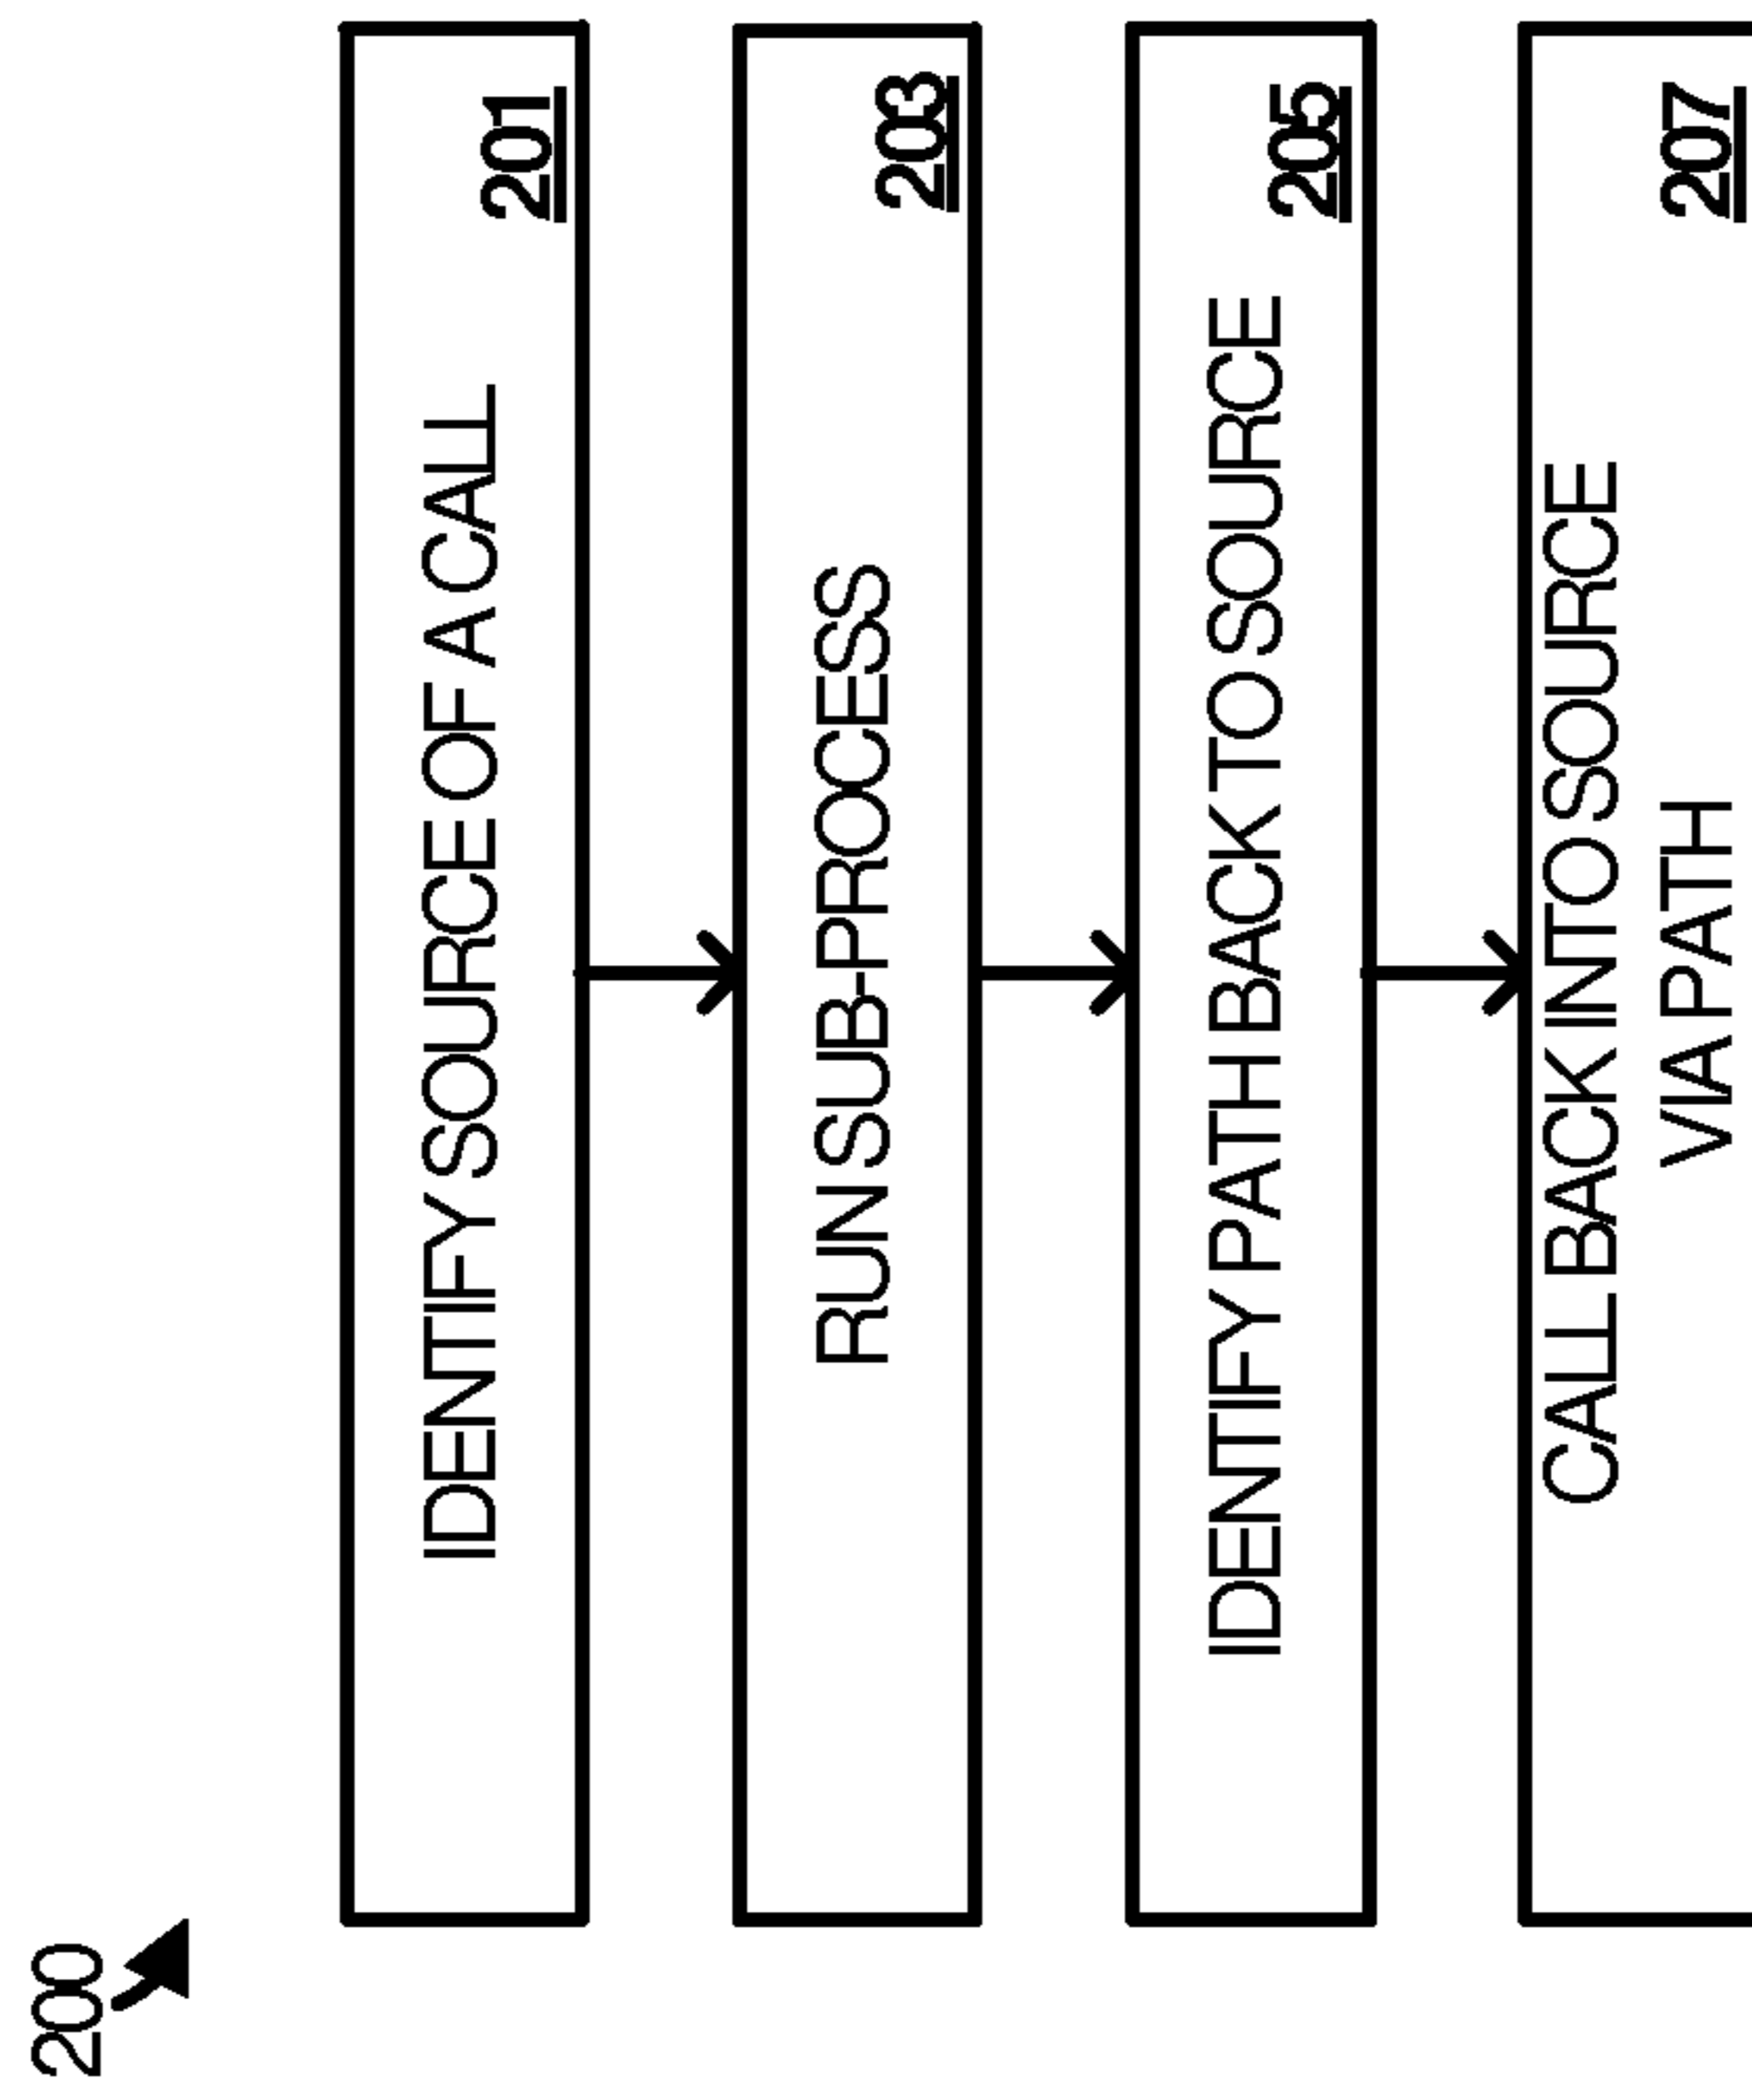 200
IDENTIFY SOURCE OF A CALL
201
RUN SUB-PROCESS
203
IDENTIFY PATH BACK TO SOURCE
205
CALL BACK INTO SOURCE
VIA PATH
207